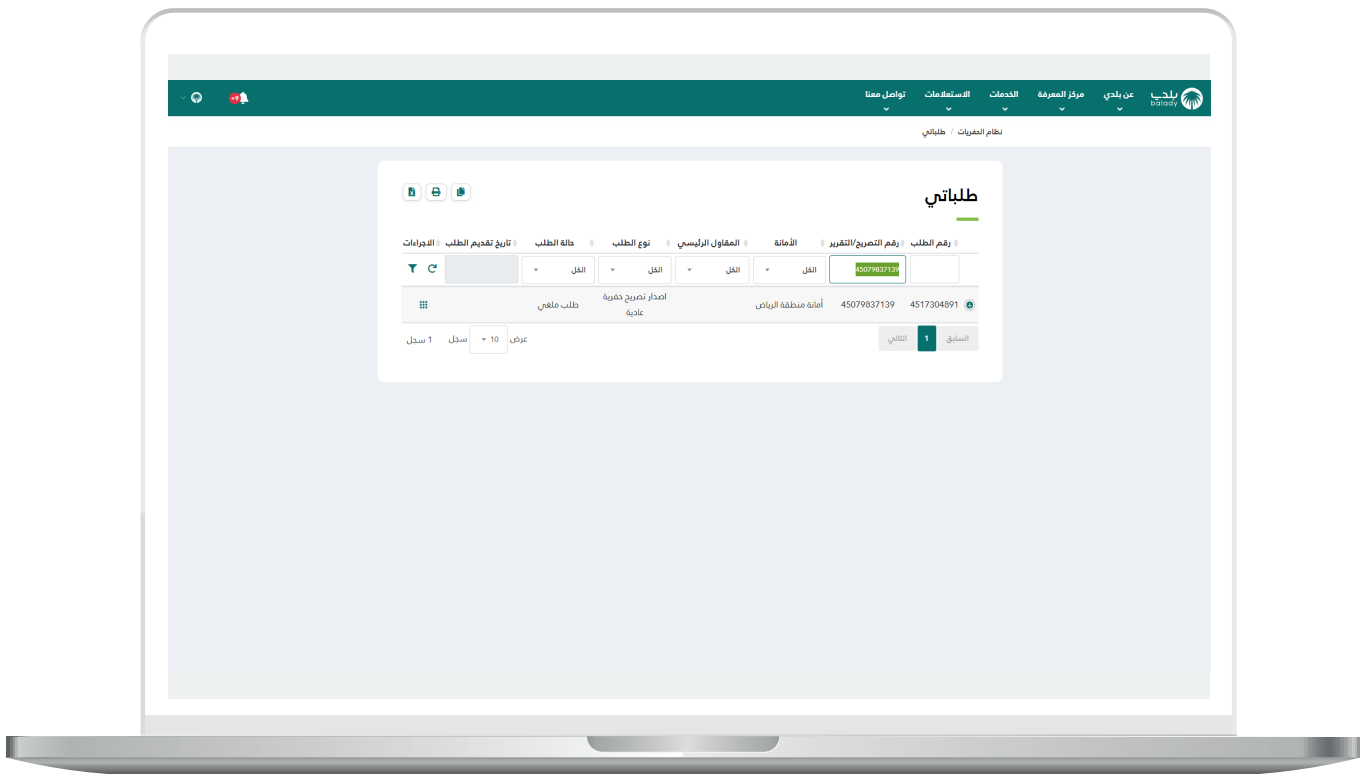 بلدي
balady
عن بلدي
مركز المعرفة
الخدمات
الاستعلامات
تواصل معنا
+9
نظام الحفريات / طلباتي
طلباتي
رقم الطلب
رقم التصريح/التقرير
الأمانة
المقاول الرئيسي
نوع الطلب
حالة الطلب
تاريخ تقديم الطلب
الاجراءات
45079837139
الكل
الكل
الكل
الكل
4517304891
45079837139
أمانة منطقة الرياض
اصدار تصريح حفرية
عادية
طلب ملغي
السابق 1 التالي
عرض 10 سجل
1 سجل